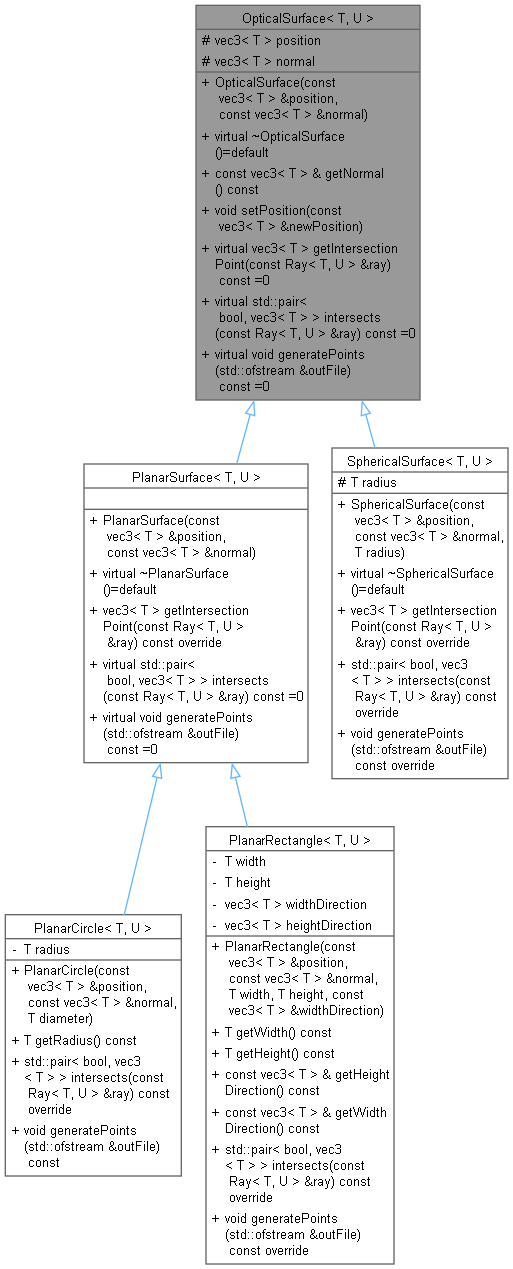 OpticalSurface< T, U >
# vec3< T > position
# vec3< T > normal
+ OpticalSurface(const
vec3< T > &position,
const vec3< T > &normal)
+ virtual ~OpticalSurface
()=default
+ const vec3< T > & getNormal
() const
+ void setPosition(const
vec3< T > &newPosition)
+ virtual vec3< T > getIntersection
Point(const Ray< T, U > &ray)
const =0
+ virtual std::pair<
bool, vec3< T > > intersects
(const Ray< T, U > &ray) const =0
+ virtual void generatePoints
(std::ofstream &outFile)
const =0
PlanarSurface< T, U >
+ PlanarSurface(const
vec3< T > &position,
const vec3< T > &normal)
+ virtual ~PlanarSurface
()=default
+ vec3< T > getIntersection
Point(const Ray< T, U >
&ray) const override
+ virtual std::pair<
bool, vec3< T > > intersects
(const Ray< T, U > &ray) const =0
+ virtual void generatePoints
(std::ofstream &outFile)
const =0
SphericalSurface< T, U >
# T radius
+ SphericalSurface(const
vec3< T > &position,
const vec3< T > &normal,
T radius)
+ virtual ~SphericalSurface
()=default
+ vec3< T > getIntersection
Point(const Ray< T, U >
&ray) const override
+ std::pair< bool, vec3
< T > > intersects(const
Ray< T, U > &ray) const
override
+ void generatePoints
(std::ofstream &outFile)
const override
PlanarCircle< T, U >
- T radius
+ PlanarCircle(const
vec3< T > &position,
const vec3< T > &normal,
T diameter)
+ T getRadius() const
+ std::pair< bool, vec3
< T > > intersects(const
Ray< T, U > &ray) const
override
+ void generatePoints
(std::ofstream &outFile)
const
PlanarRectangle< T, U >
- T width
- T height
- vec3< T > widthDirection
- vec3< T > heightDirection
+ PlanarRectangle(const
vec3< T > &position,
const vec3< T > &normal,
T width, T height, const
vec3< T > &widthDirection)
+ T getWidth() const
+ T getHeight() const
+ const vec3< T > & getHeight
Direction() const
+ const vec3< T > & getWidth
Direction() const
+ std::pair< bool, vec3
< T > > intersects(const
Ray< T, U > &ray) const
override
+ void generatePoints
(std::ofstream &outFile)
const override